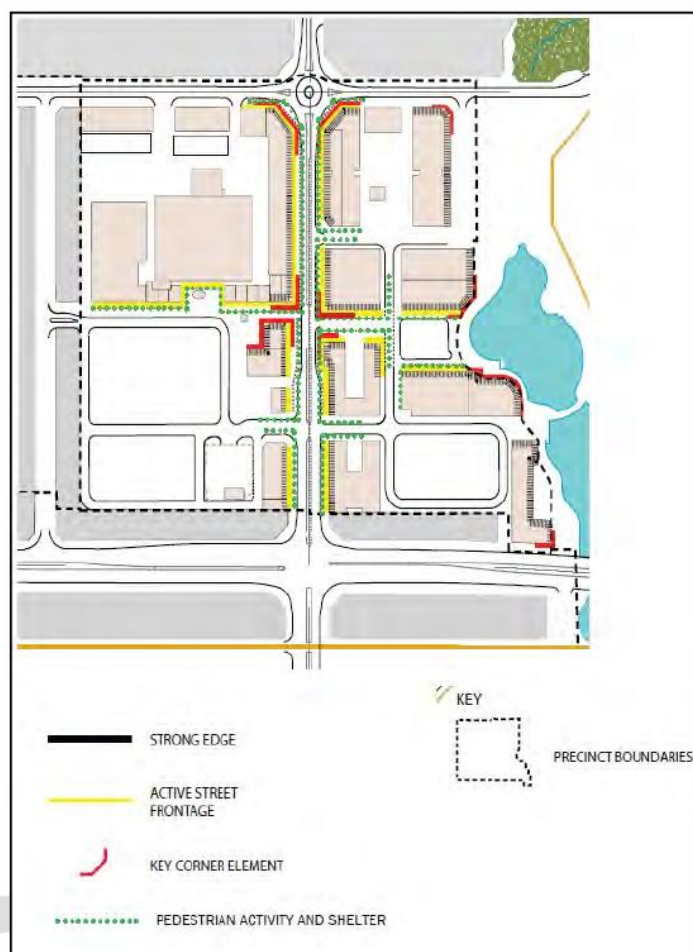 KEY
STRONG EDGE
PRECINCT BOUNDARIES
ACTIVE STREET
FRONTAGE
KEY CORNER ELEMENT
PEDESTRIAN ACTIVITY AND SHELTER